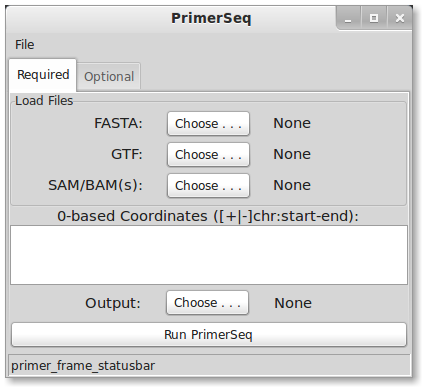 PrimerSeq
File
Required Optional
Load Files
FASTA: Choose . . . None
GTF: Choose . . . None
SAM/BAM(s): Choose . . . None
0-based Coordinates ([+|-]chr:start-end):
Output: Choose . . . None
Run PrimerSeq
primer_frame_statusbar